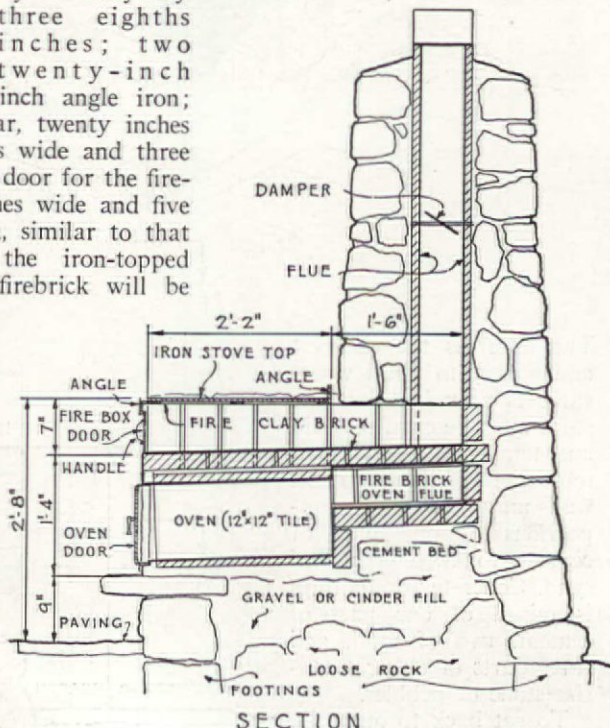 three eighths
inches; two
twenty-inch
inch angle iron;
twenty inches
wide and three
door for the fire-
wide and five
similar to that
the iron-topped
firebrick will be
DAMPER
FLUE
2'-2" 1'-6"
IRON STOVE TOP
ANGLE ANGLE
FIRE BOX
DOOR
FIRE CLAY BRICK
HANDLE
7"
2'-8"
1'-4"
9"
FIRE BRICK
OVEN FLUE
OVEN (12"x12" TILE)
OVEN
DOOR
CEMENT BED
GRAVEL OR CINDER FILL
PAVING
LOOSE ROCK
FOOTINGS
SECTION